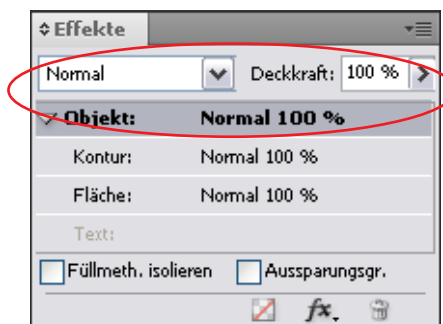 Effekte
Normal Deckkraft: 100 %
Objekt: Normal 100 %
Kontur: Normal 100 %
Fläche: Normal 100 %
Text:
Füllmeth. isolieren Aussparungsgr.
fx.